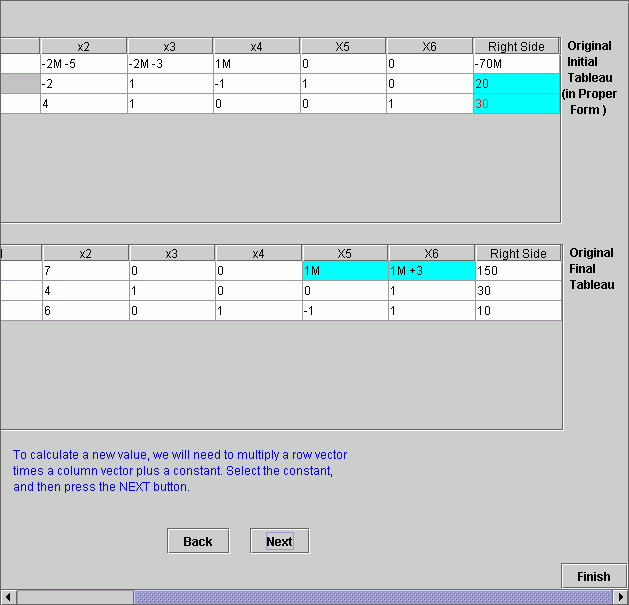 x2 x3 x4 X5 X6 Right Side
-2M -5 -2M -3 1M 0 0 -70M
-2 1 -1 1 0 20
4 1 0 0 1 30
Original
Initial
Tableau
(in Proper
Form )
x2 x3 x4 X5 X6 Right Side
7 0 0 1M 1M +3 150
4 1 0 0 1 30
6 0 1 -1 1 10
Original
Final
Tableau
To calculate a new value, we will need to multiply a row vector
times a column vector plus a constant. Select the constant,
and then press the NEXT button.
Back Next
Finish